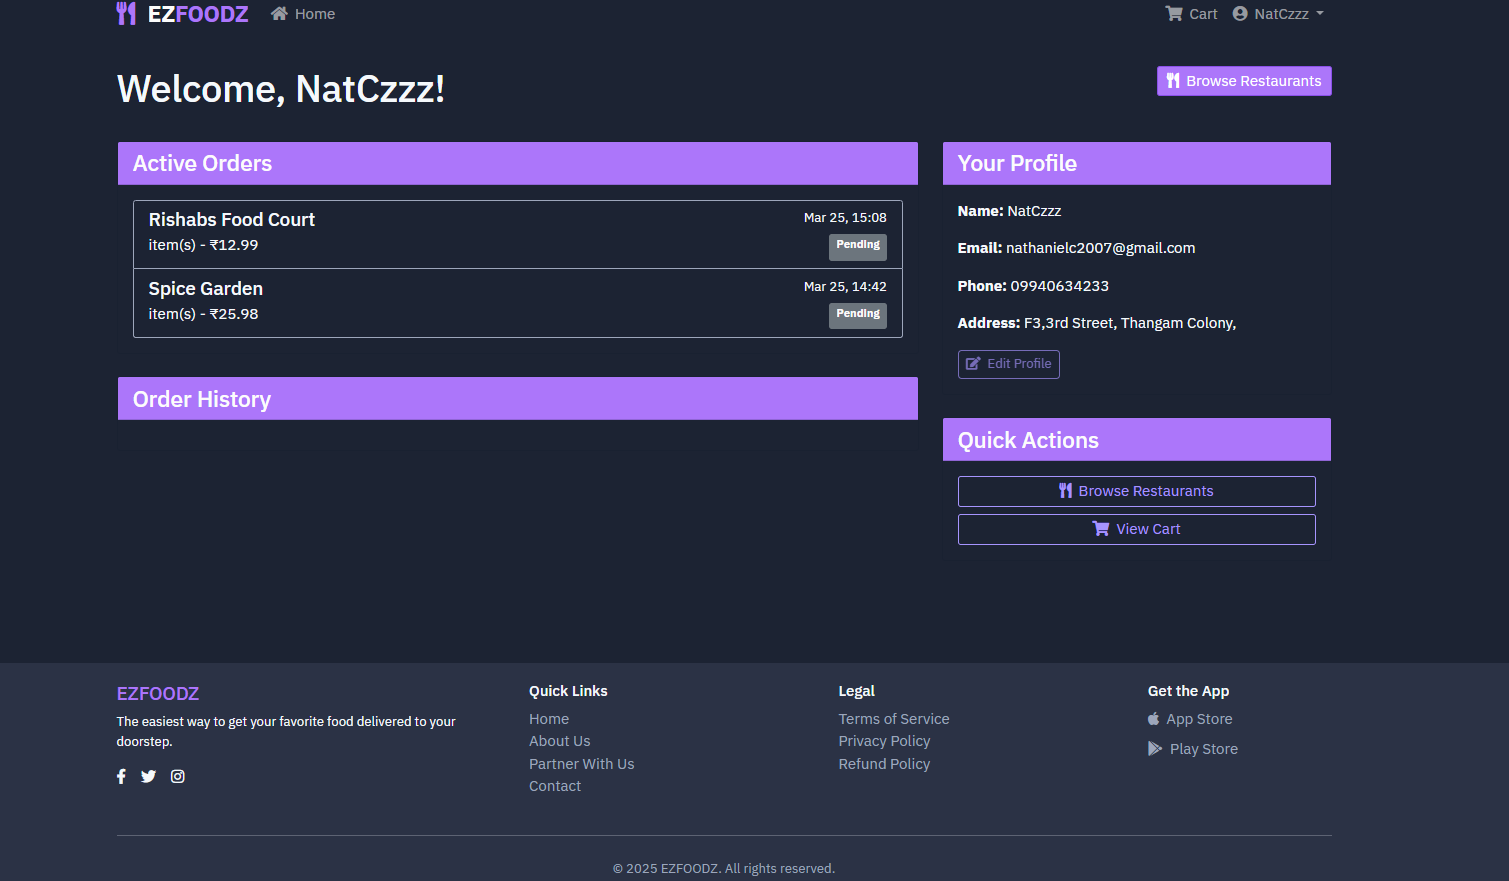 EZFOODZ Home Cart NatCzzz
Welcome, NatCzzz!
Browse Restaurants
Active Orders
Rishabs Food Court
Mar 25, 15:08
item(s) - ₹12.99
Pending
Spice Garden
Mar 25, 14:42
item(s) - ₹25.98
Pending
Order History
Your Profile
Name: NatCzzz
Email: nathanielc2007@gmail.com
Phone: 09940634233
Address: F3,3rd Street, Thangam Colony,
Edit Profile
Quick Actions
Browse Restaurants
View Cart
EZFOODZ
The easiest way to get your favorite food delivered to your
doorstep.
Quick Links
Home
About Us
Partner With Us
Contact
Legal
Terms of Service
Privacy Policy
Refund Policy
Get the App
App Store
Play Store
© 2025 EZFOODZ. All rights reserved.